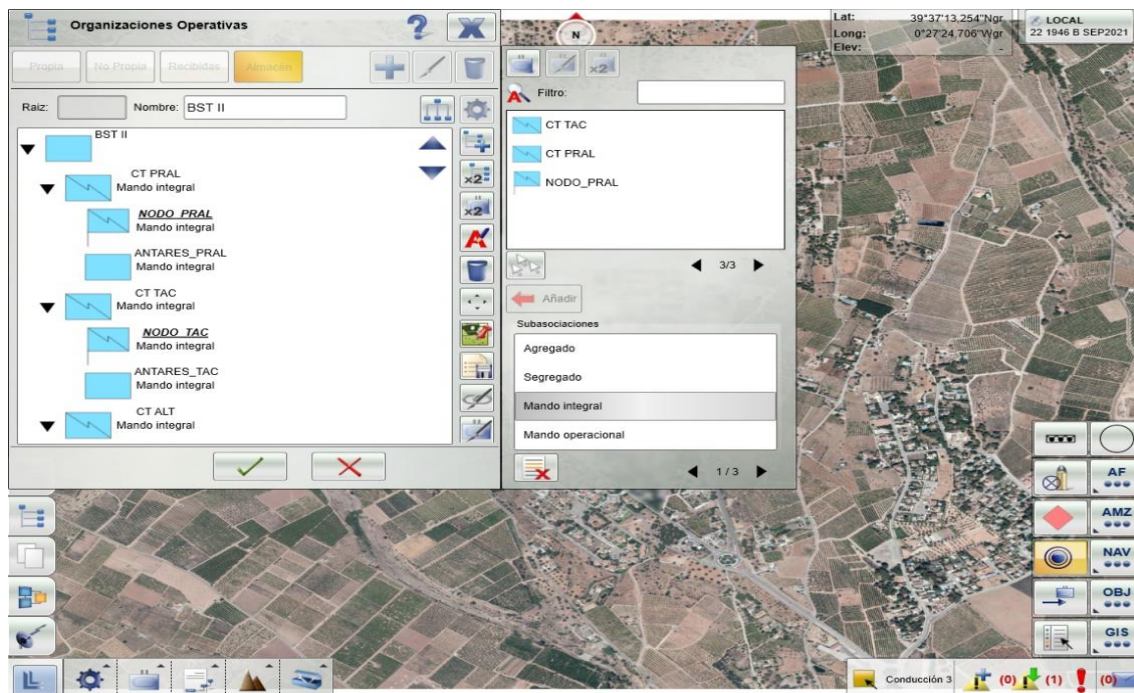 Organizaciones Operativas
?
X
Propia
No Propia
Recibidas
Almacén
Raiz:
Nombre: BST II
BST II
CT PRAL
Mando integral
NODO_PRAL
Mando integral
ANTARES_PRAL
Mando integral
CT TAC
Mando integral
NODO_TAC
Mando integral
ANTARES_TAC
Mando integral
CT ALT
Mando integral
x2
x2
A
x2
A
Filtro:
CT TAC
CT PRAL
NODO_PRAL
3/3
Añadir
Subasociaciones
Agregado
Segregado
Mando integral
Mando operacional
1 / 3
N
Lat: 39°37'13,254"Ngr
Long: 0°27'24,706"Wgr
Elev: -
LOCAL
22 1946 B SEP2021
AF
AMZ
NAV
OBJ
GIS
Conducción 3
(0)
(1)
(0)